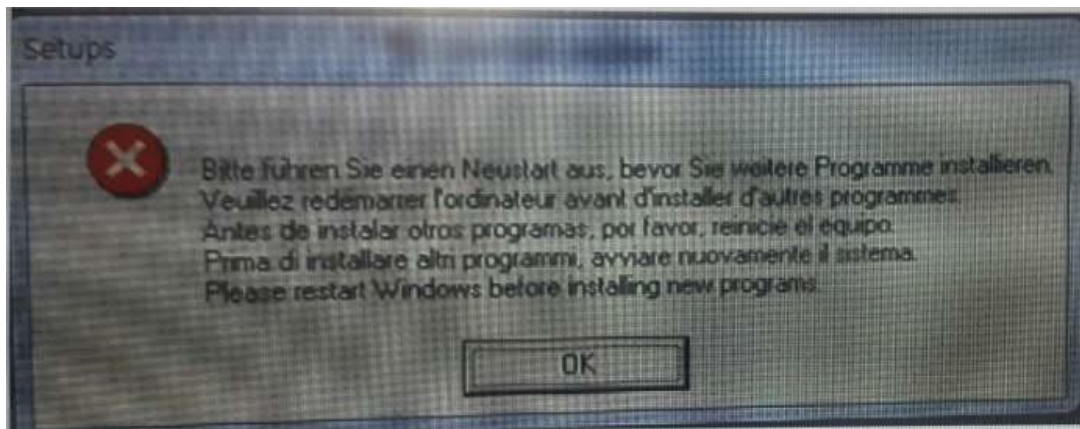 Setups
Bitte führen Sie einen Neustart aus, bevor Sie weitere Programme installieren.
Veuillez redémarrer l'ordinateur avant d'installer d'autres programmes.
Antes de instalar otros programas, por favor, reinicie el equipo.
Prima di installare altri programmi, avviare nuovamente il sistema.
Please restart Windows before installing new programs.
OK